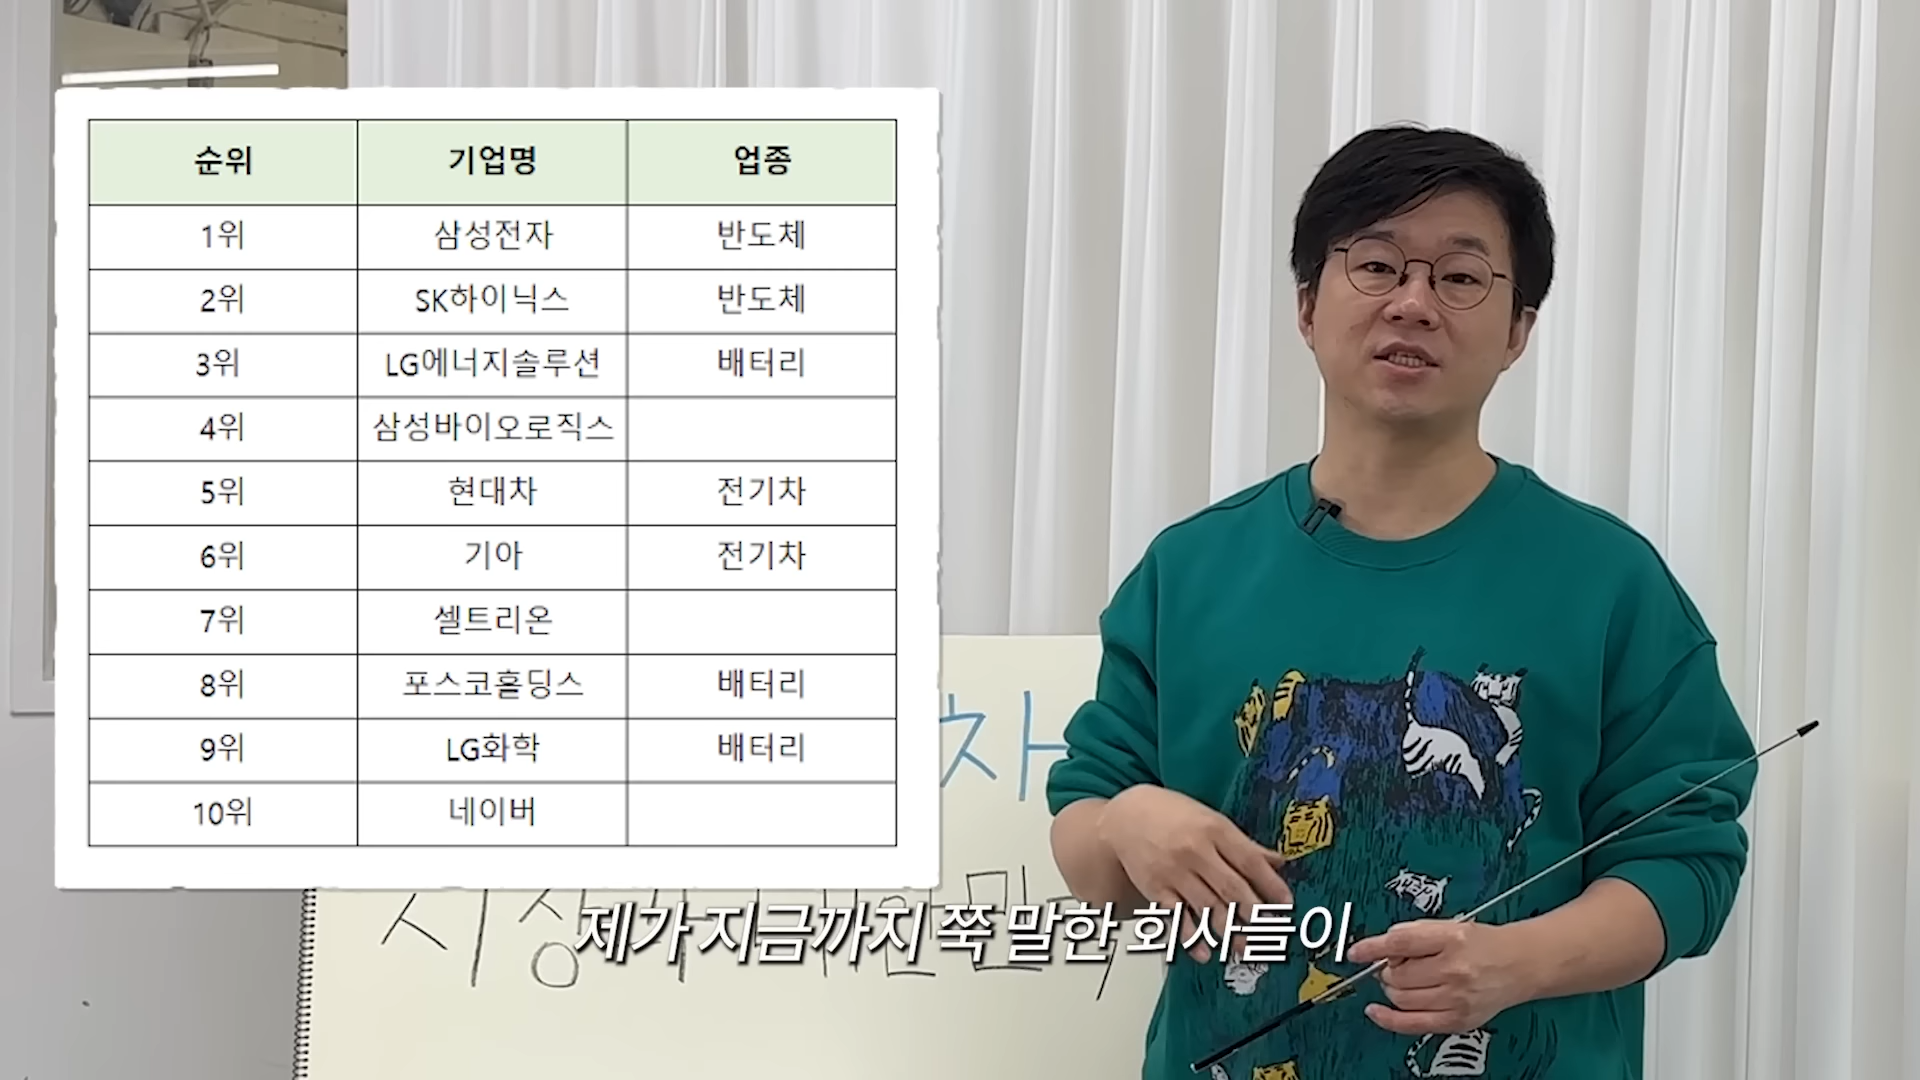 순위 기업명 업종
1위 삼성전자 반도체
2위 SK하이닉스 반도체
3위 LG에너지솔루션 배터리
4위 삼성바이오로직스
5위 현대차 전기차
6위 기아 전기차
7위 셀트리온
8위 포스코홀딩스 배터리
9위 LG화학 배터리
10위 네이버
차
제가 지금까지 쭉 말한 회사들이